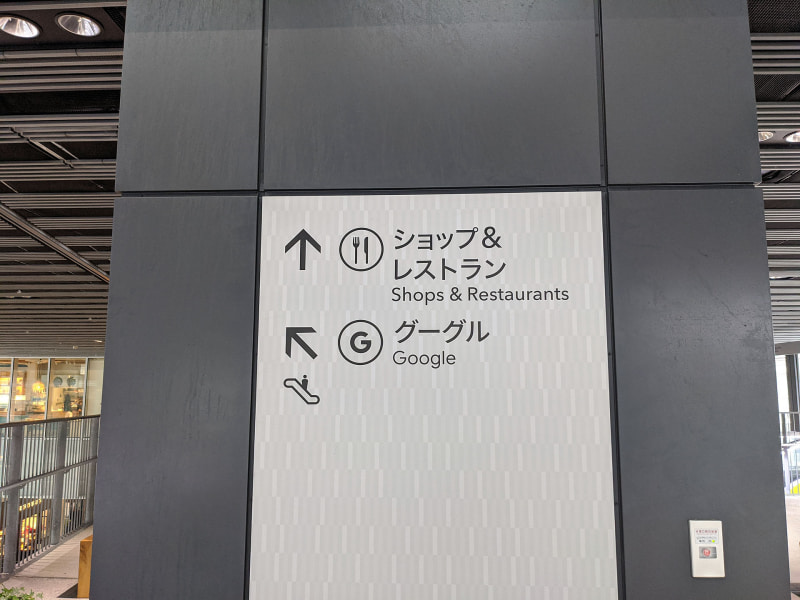 ショップ&
レストラン
Shops & Restaurants
G グーグル
Google